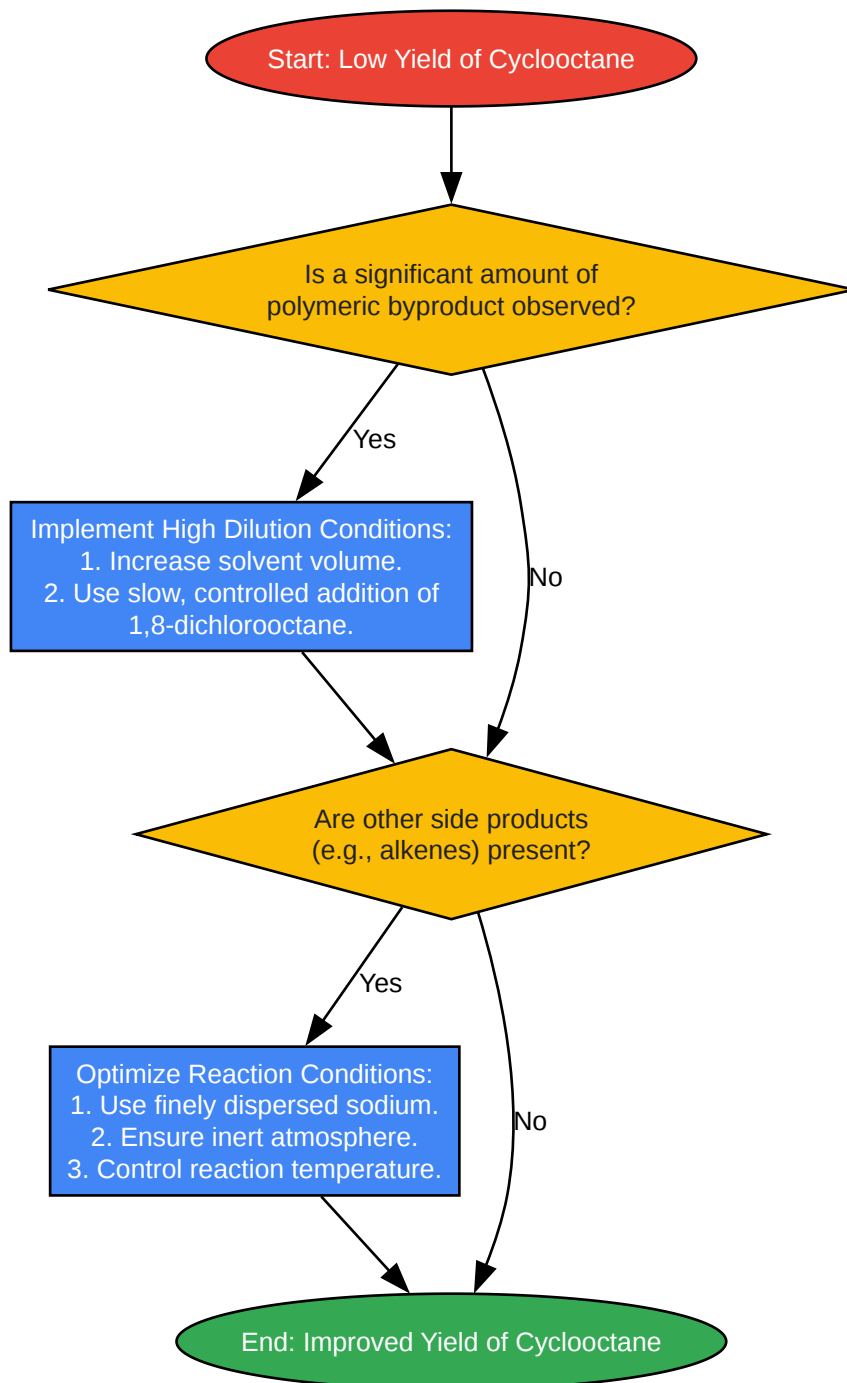 Start: Low Yield of Cyclooctane
Is a significant amount of
polymeric byproduct observed?
Yes
Implement High Dilution Conditions:
1. Increase solvent volume.
2. Use slow, controlled addition of
1,8-dichlorooctane.
No
Are other side products
(e.g., alkenes) present?
Yes
Optimize Reaction Conditions:
1. Use finely dispersed sodium.
2. Ensure inert atmosphere.
3. Control reaction temperature.
No
End: Improved Yield of Cyclooctane